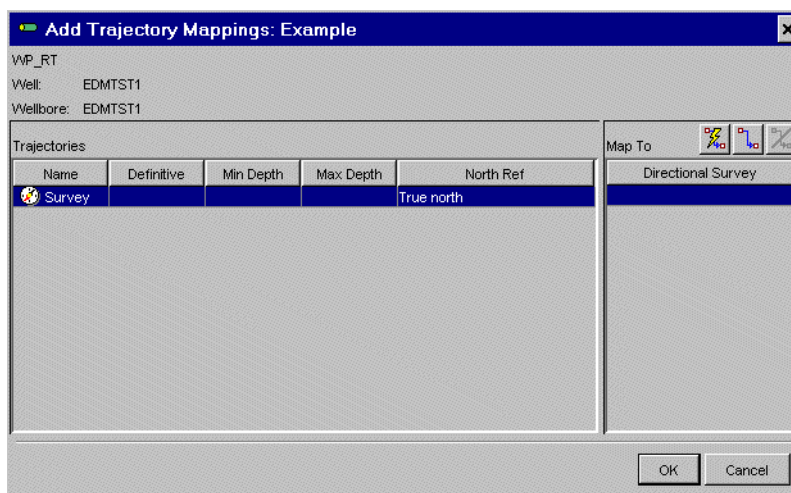 Add Trajectory Mappings: Example
WP_RT
Well: EDMTST1
Wellbore: EDMTST1
Trajectories
Map To
Name Definitive Min Depth Max Depth North Ref Directional Survey
Survey True north
OK Cancel